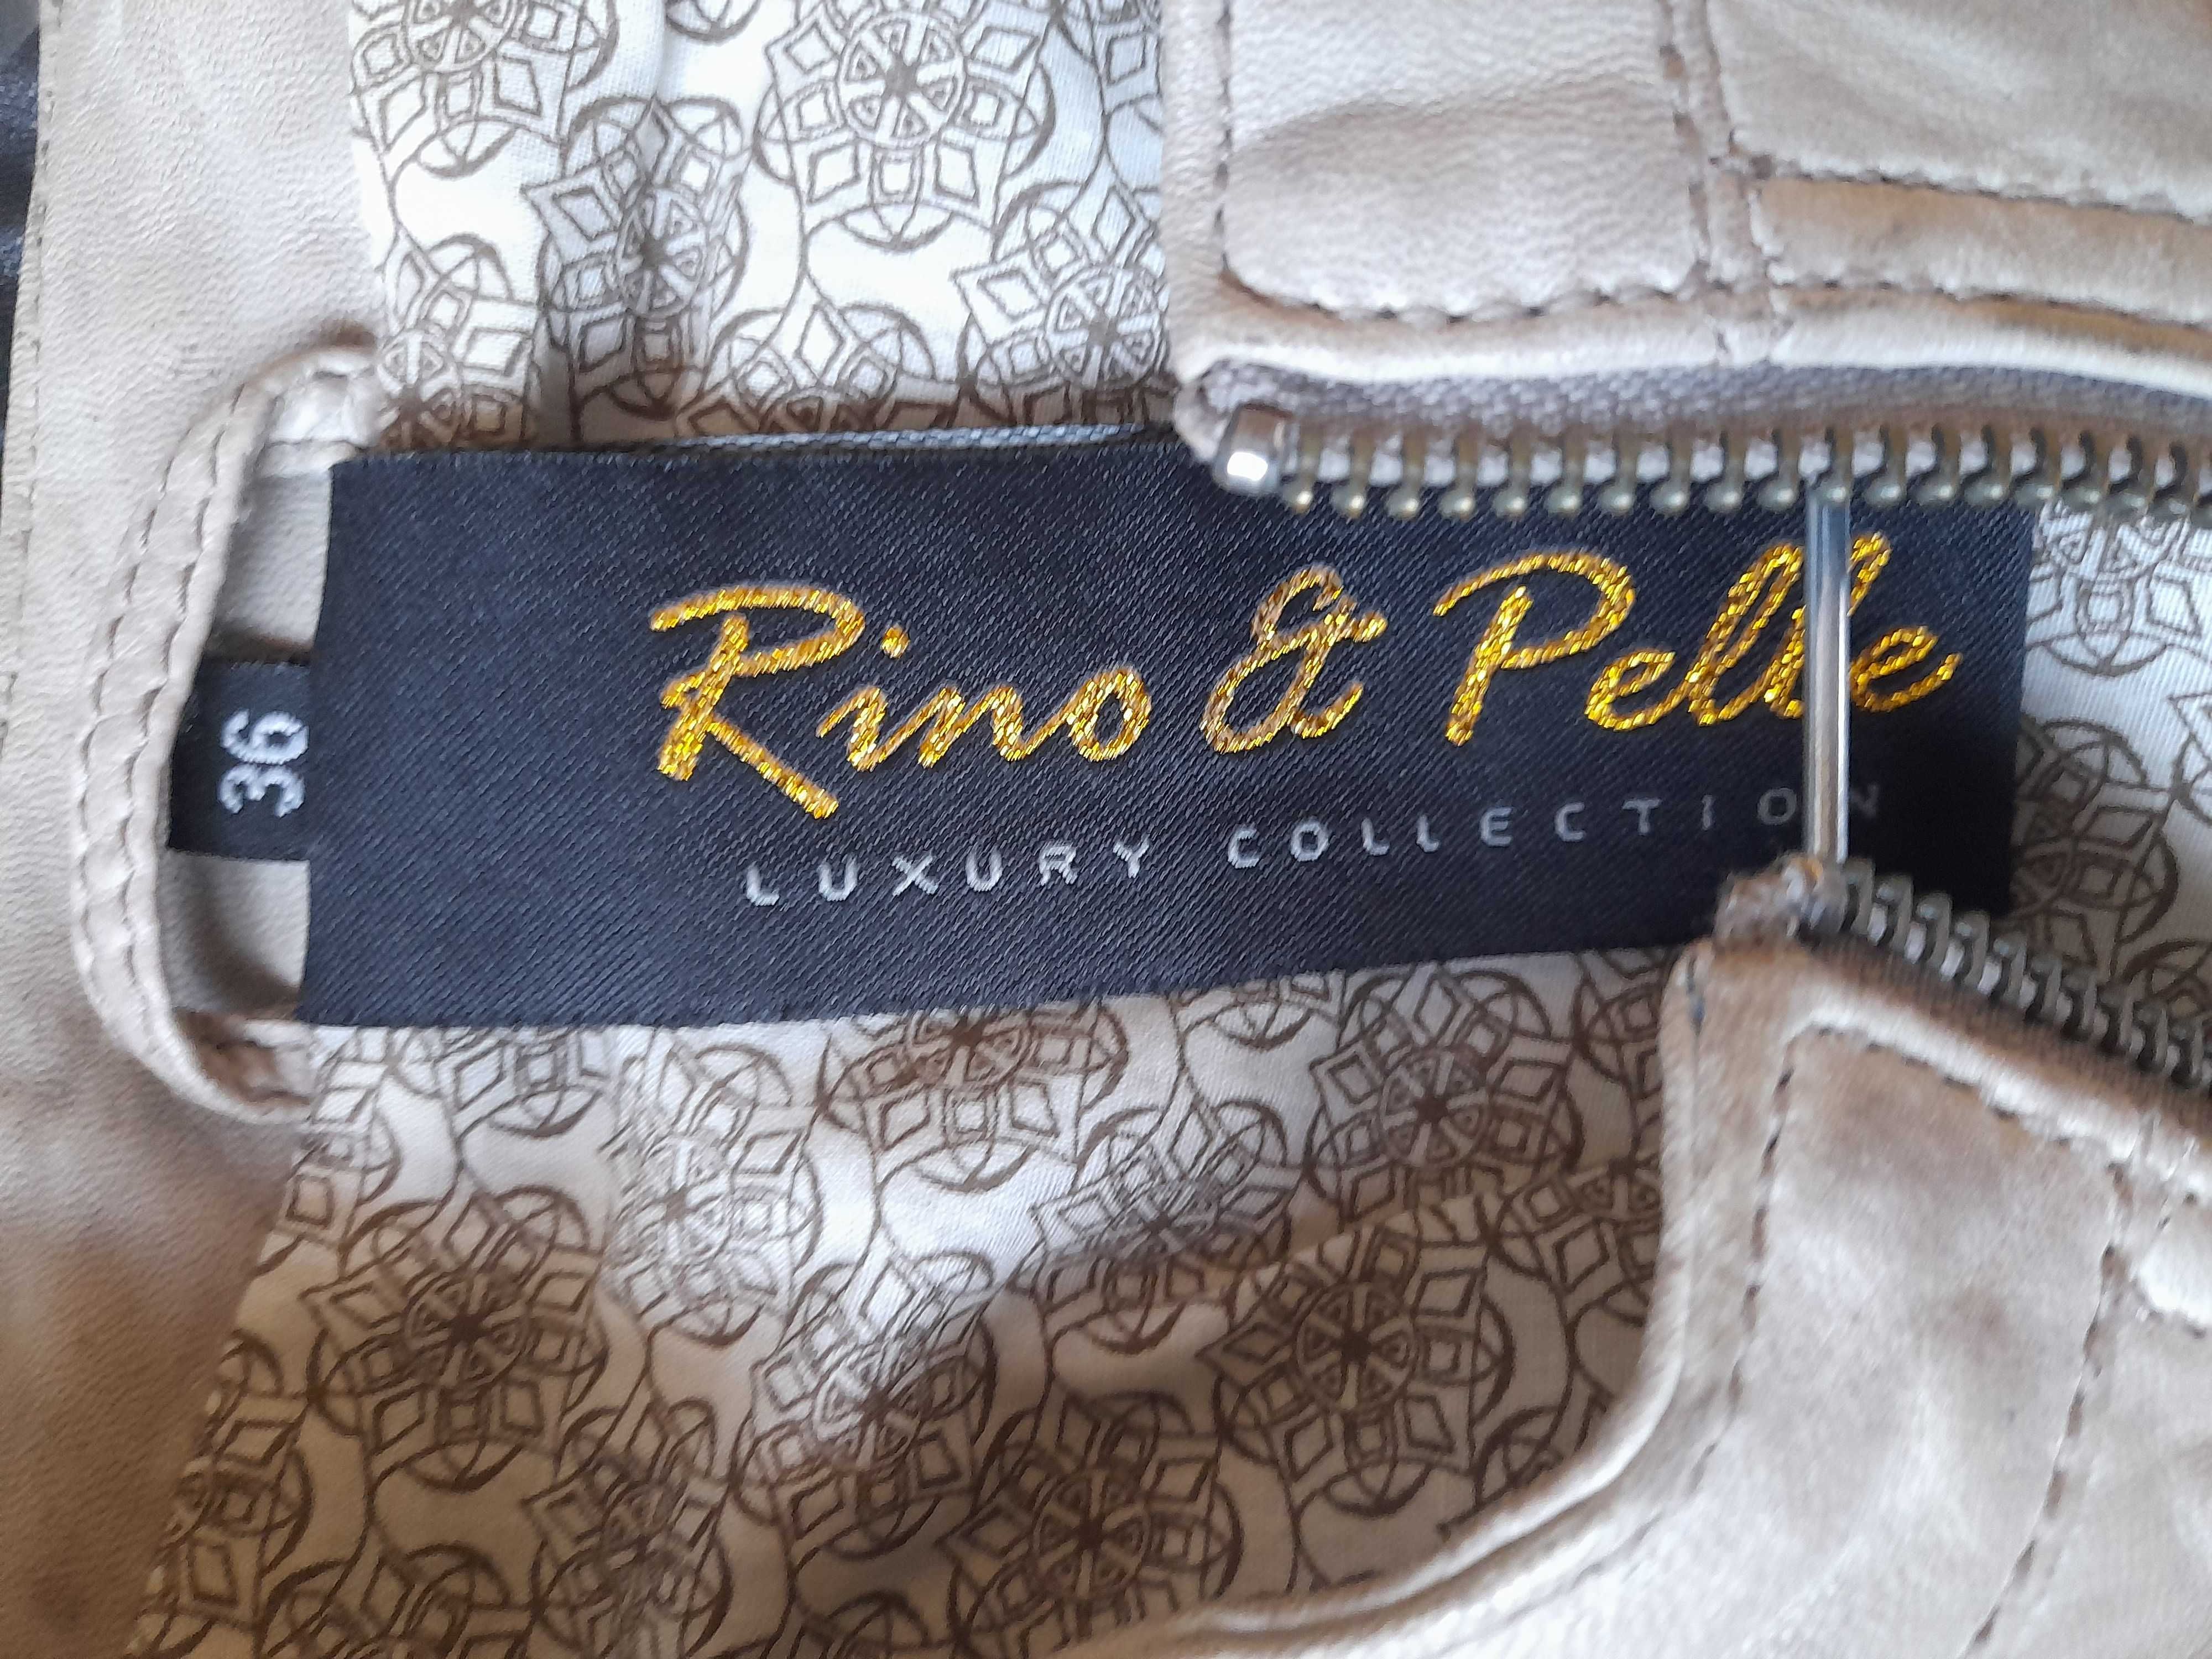 Rino & Pelle
LUXURY COLLECTION
36